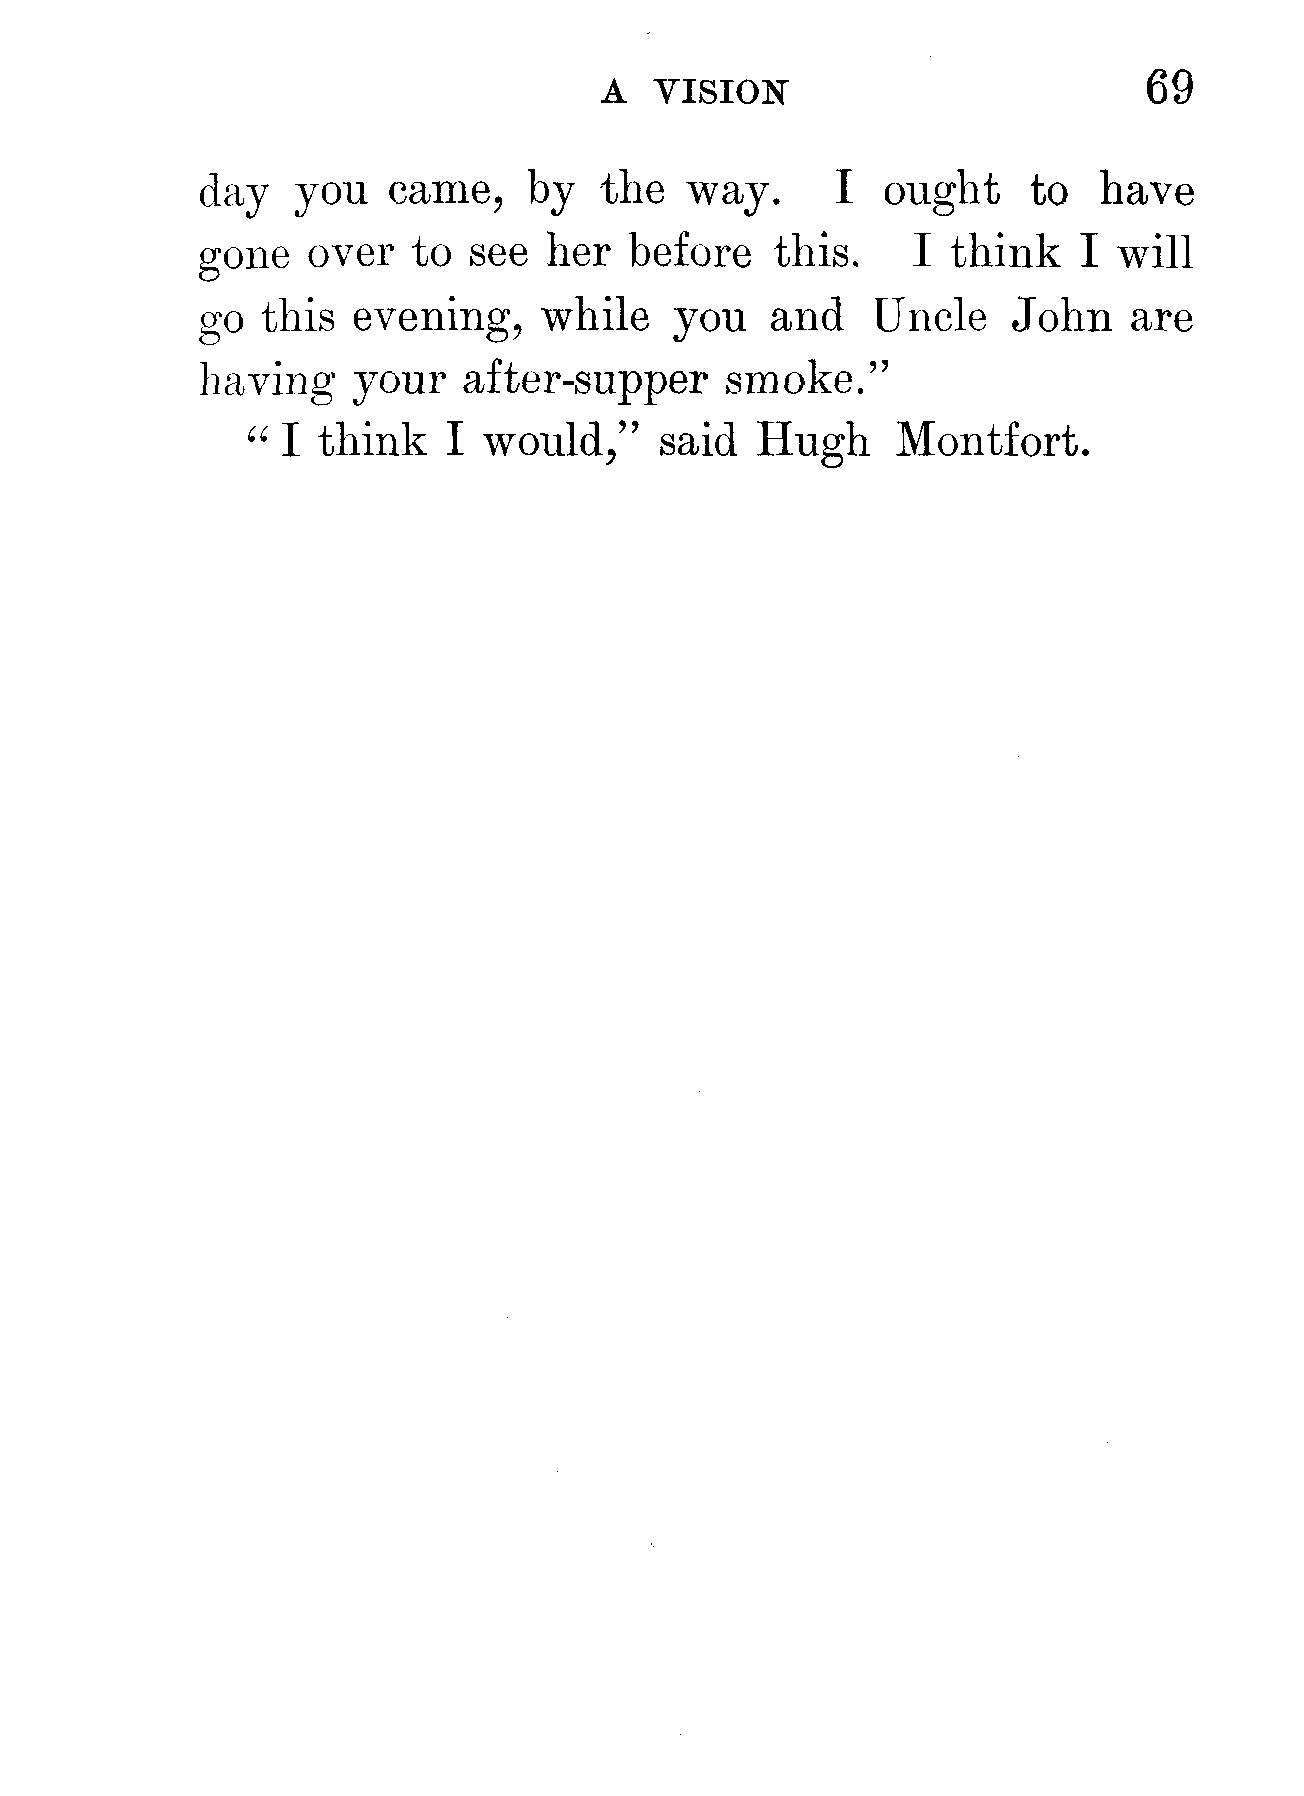 A VISION 69
day you came, by the way. I ought to have
gone over to see her before this. I think I will
go this evening, while you and Uncle John are
having your after-supper smoke."
"I think I would," said Hugh Montfort.